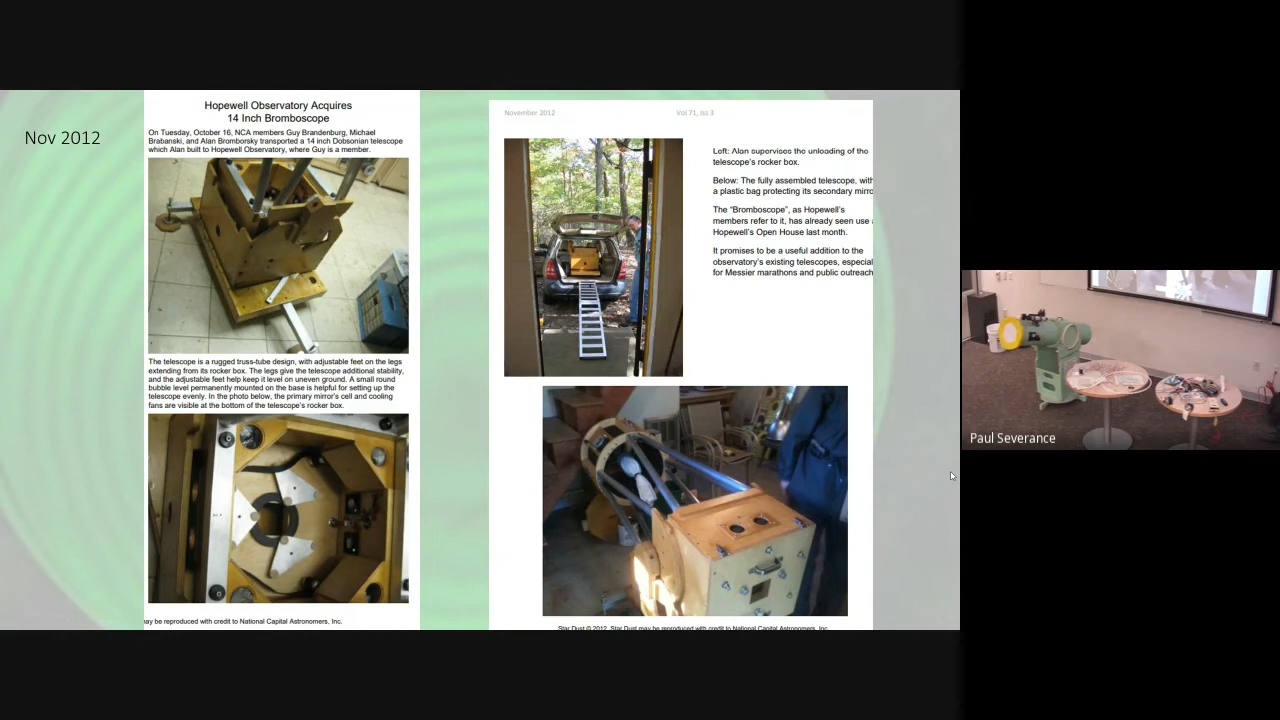 Nov 2012
Hopewell Observatory Acquires
14 Inch Bromboscope
On Tuesday, October 16, NCA members Guy Brandenburg, Michael
Brabanski, and Alan Bromborsky transported a 14 inch Dobsonian telescope
which Alan built to Hopewell Observatory, where Guy is a member.
The telescope is a rugged truss-tube design, with adjustable feet on the legs
extending from its rocker box. The legs give the telescope additional stability,
and the adjustable feet help keep it level on uneven ground. A small round
bubble level permanently mounted on the base is helpful for setting up the
telescope evenly. In the photo below, the primary mirror's cell and cooling
fans are visible at the bottom of the telescope's rocker box.
may be reproduced with credit to National Capital Astronomers, Inc.
November 2012 Vol 71, Iss 3
Left: Alan supervises the unloading of the
telescope's rocker box.
Below: The fully assembled telescope, with
a plastic bag protecting its secondary mirro
The "Bromboscope", as Hopewell's
members refer to it, has already seen use
Hopewell's Open House last month.
It promises to be a useful addition to the
observatory's existing telescopes, especial
for Messier marathons and public outreach
Star Dust © 2012. Star Dust may be reproduced with credit to National Capital Astronomers, Inc.
Paul Severance